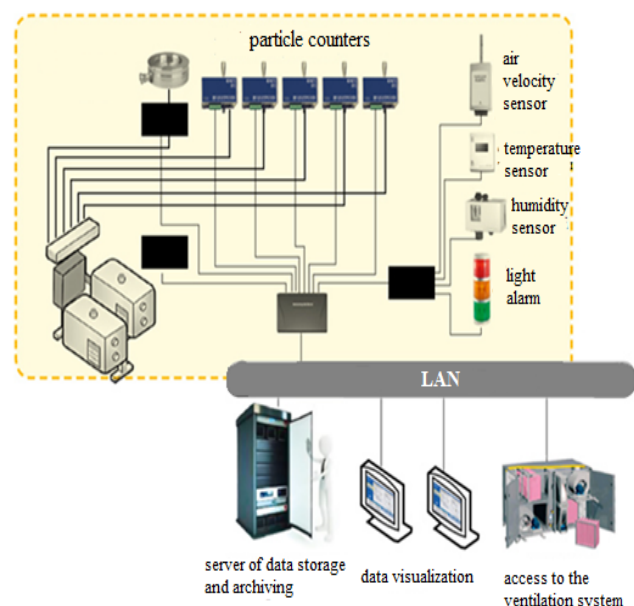 particle counters
air
velocity
sensor
temperature
sensor
humidity
sensor
light
alarm
LAN
server of data storage
and archiving
data visualization
access to the
ventilation system